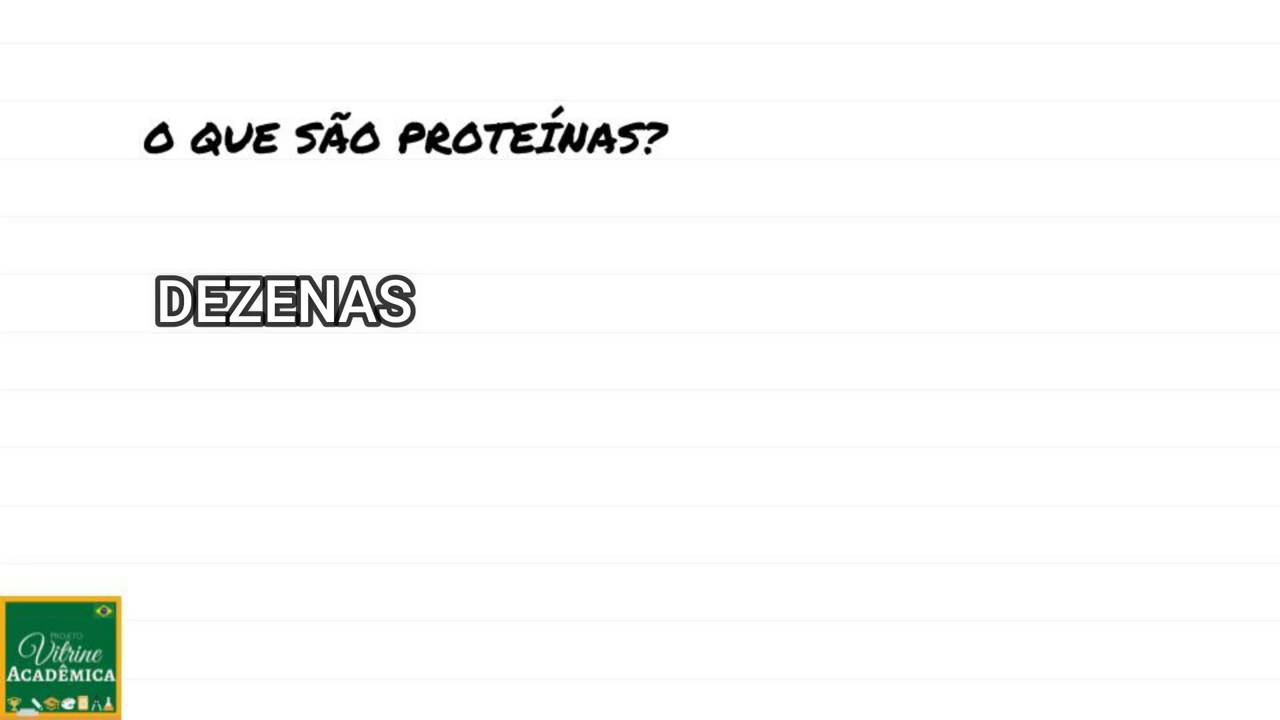 O QUE SÃO PROTEÍNAS?
DEZENAS
PROJETO
Vitrine
ACADÊMICA